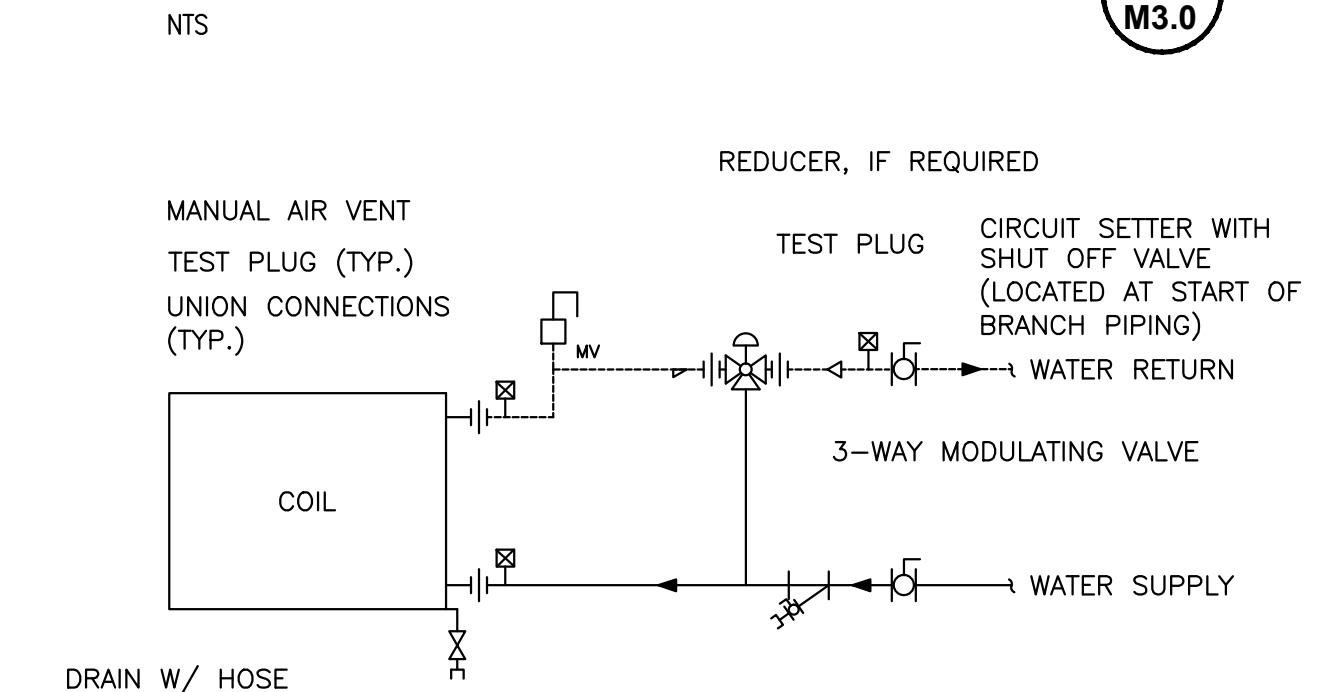 NTS
M3.0
REDUCER, IF REQUIRED
MANUAL AIR VENT
TEST PLUG (TYP.)
UNION CONNECTIONS
(TYP.)
TEST PLUG
CIRCUIT SETTER WITH
SHUT OFF VALVE
(LOCATED AT START OF
BRANCH PIPING)
MV
WATER RETURN
3-WAY MODULATING VALVE
COIL
WATER SUPPLY
DRAIN W/ HOSE